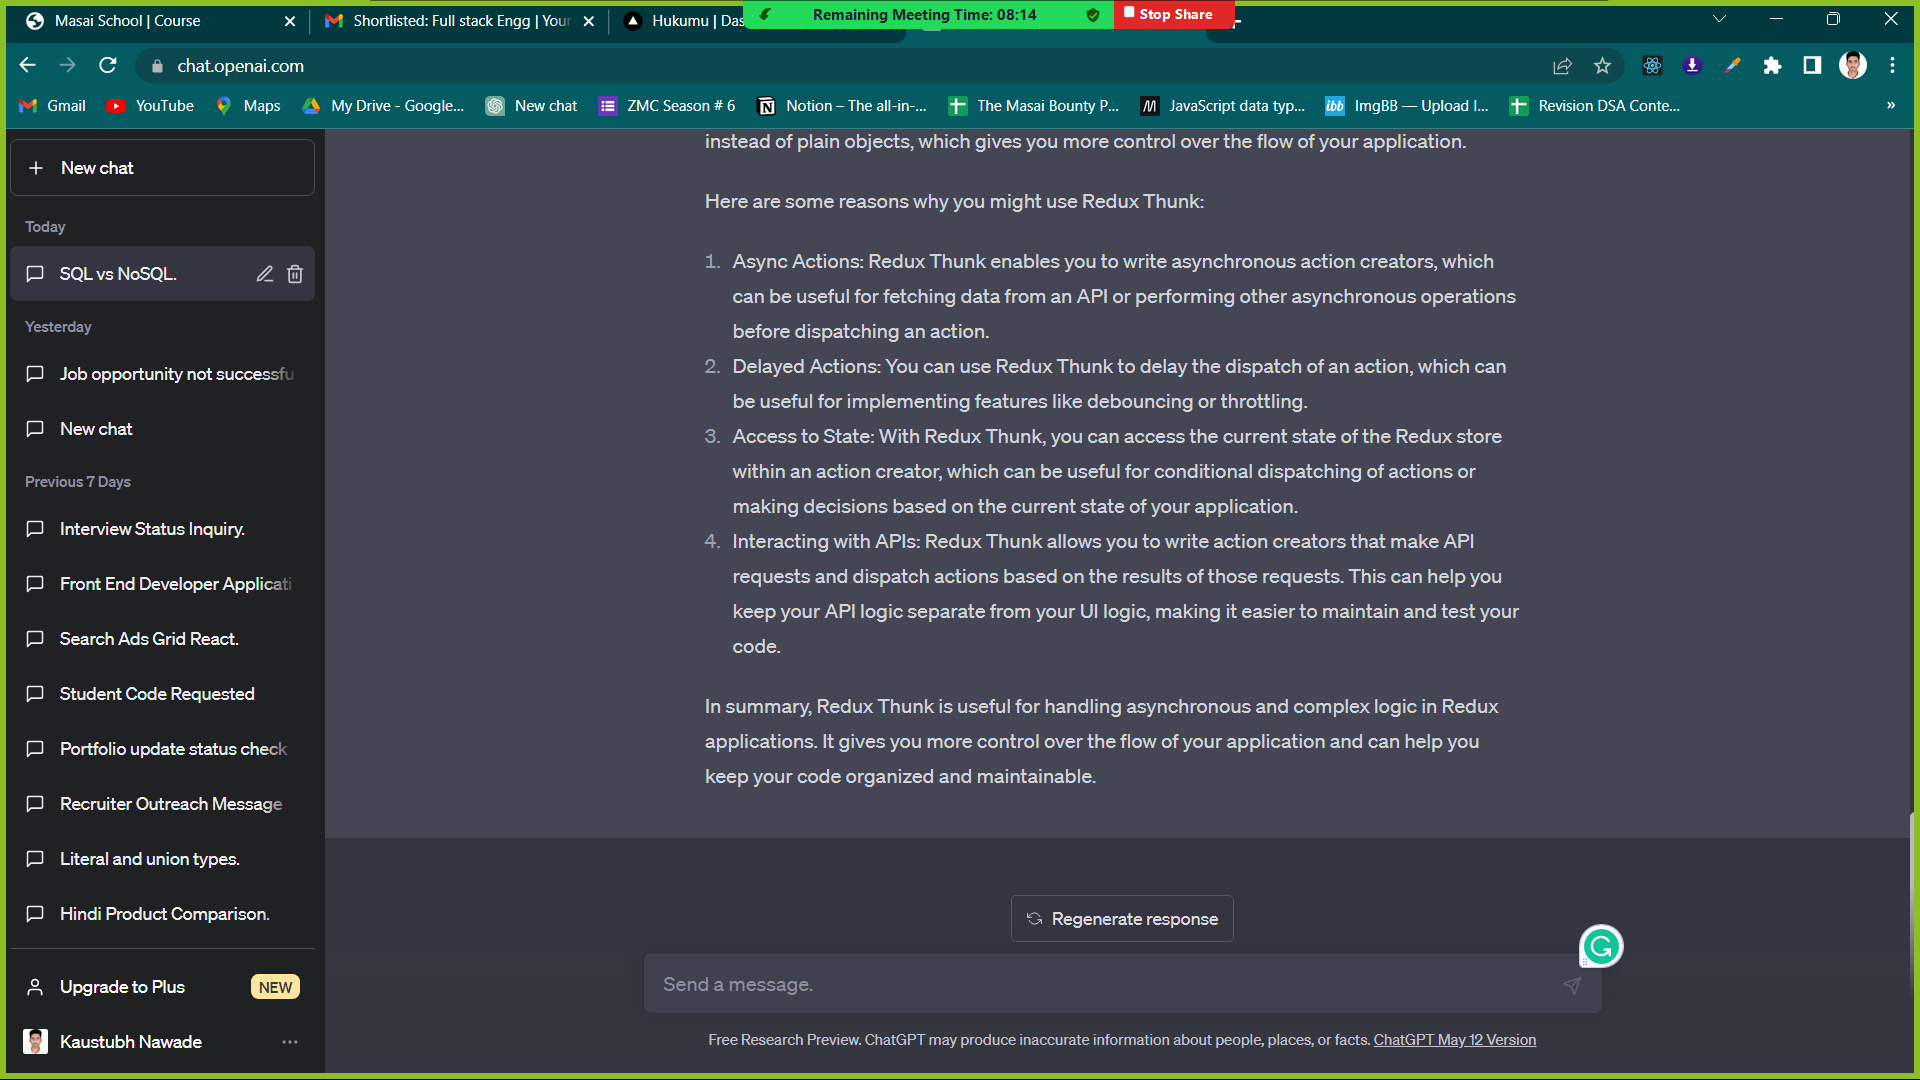 Masai School | Course
Shortlisted: Full stack Engg | Your
Hukumu | Das
Remaining Meeting Time: 08:14
Stop Share
chat.openai.com
Gmail
YouTube
Maps
My Drive - Google...
New chat
ZMC Season # 6
Notion – The all-in-...
The Masai Bounty P...
JavaScript data typ...
ibb
ImgBB — Upload I...
Revision DSA Conte...
»
New chat
Today
SQL vs NoSQL.
Yesterday
Job opportunity not successfu
New chat
Previous 7 Days
Interview Status Inquiry.
Front End Developer Applicati
Search Ads Grid React.
Student Code Requested
Portfolio update status check
Recruiter Outreach Message
Literal and union types.
Hindi Product Comparison.
Upgrade to Plus
NEW
Kaustubh Nawade
instead of plain objects, which gives you more control over the flow of your application.
Here are some reasons why you might use Redux Thunk:
1. Async Actions: Redux Thunk enables you to write asynchronous action creators, which
can be useful for fetching data from an API or performing other asynchronous operations
before dispatching an action.
2. Delayed Actions: You can use Redux Thunk to delay the dispatch of an action, which can
be useful for implementing features like debouncing or throttling.
3. Access to State: With Redux Thunk, you can access the current state of the Redux store
within an action creator, which can be useful for conditional dispatching of actions or
making decisions based on the current state of your application.
4. Interacting with APIs: Redux Thunk allows you to write action creators that make API
requests and dispatch actions based on the results of those requests. This can help you
keep your API logic separate from your UI logic, making it easier to maintain and test your
code.
In summary, Redux Thunk is useful for handling asynchronous and complex logic in Redux
applications. It gives you more control over the flow of your application and can help you
keep your code organized and maintainable.
Regenerate response
Send a message.
Free Research Preview. ChatGPT may produce inaccurate information about people, places, or facts. ChatGPT May 12 Version